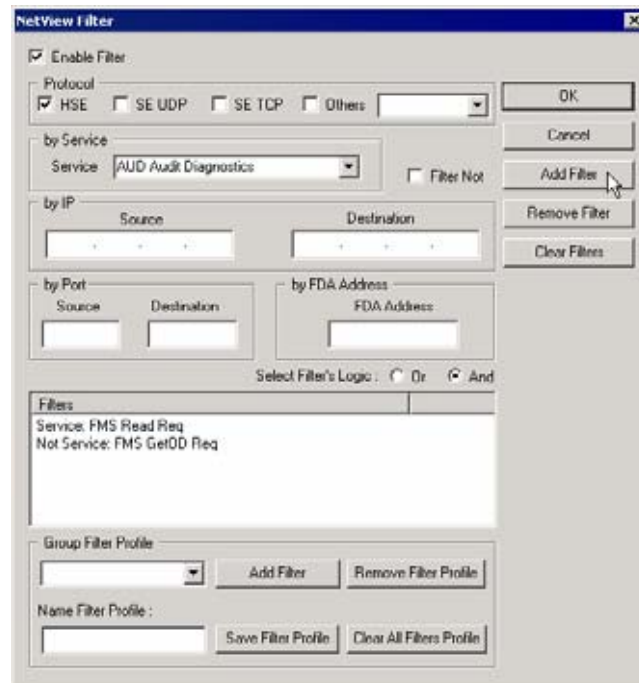 NetView Filter
Enable Filter
Protocol
HSE SE UDP SE TCP Others
OK
Cancel
by Service
Service AUD Audit Diagnostics
Filter Not
Add Filter
by IP
Source Destination
Remove Filter
Clear Filters
by Port
Source Destination
by FDA Address
FDA Address
Select Filter's Logic : Or And
Filters
Service: FMS Read Req
Not Service: FMS GetOD Req
Group Filter Profile
Add Filter Remove Filter Profile
Name Filter Profile :
Save Filter Profile Clear All Filters Profile